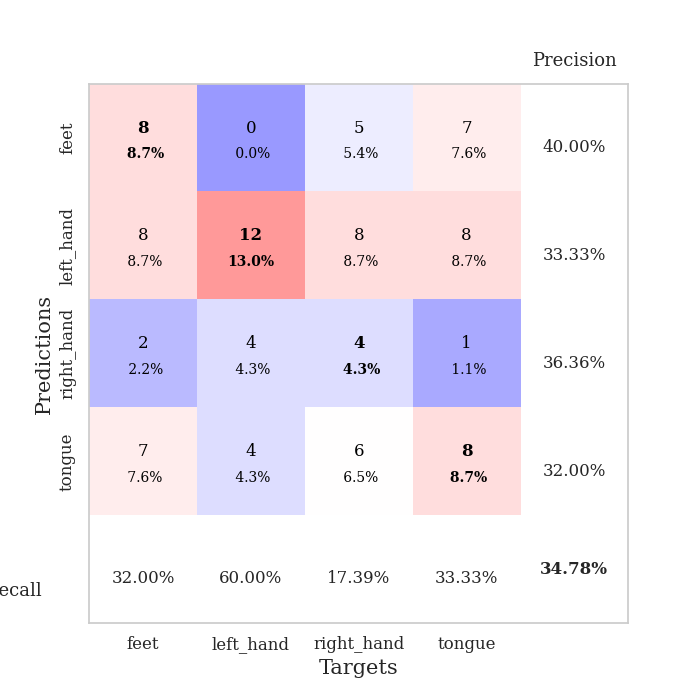 Precision
feet
8 0 5 7
8.7% 0.0% 5.4% 7.6% 40.00%
left_hand
8 12 8 8
8.7% 13.0% 8.7% 8.7% 33.33%
Predictions
right_hand
2 4 4 1
2.2% 4.3% 4.3% 1.1% 36.36%
tongue
7 4 6 8
7.6% 4.3% 6.5% 8.7% 32.00%
ecall 32.00% 60.00% 17.39% 33.33% 34.78%
feet left_hand right_hand tongue
Targets